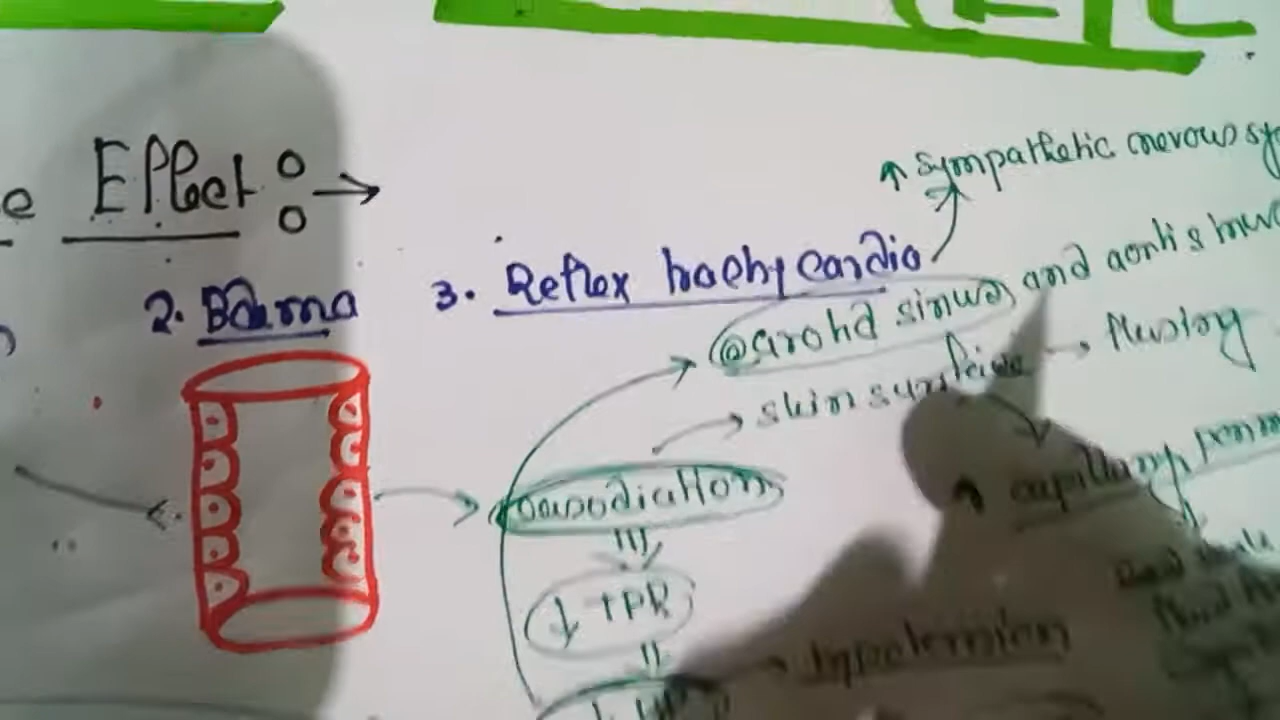 e Effect : →
↑ sympathetic nervous sy
2. Edema
3. Reflex tachycardia
carotid sinus and aortic
skin surface → flushing
↑ capillary perm
vasodilation
↓ TPR
→ hypotension